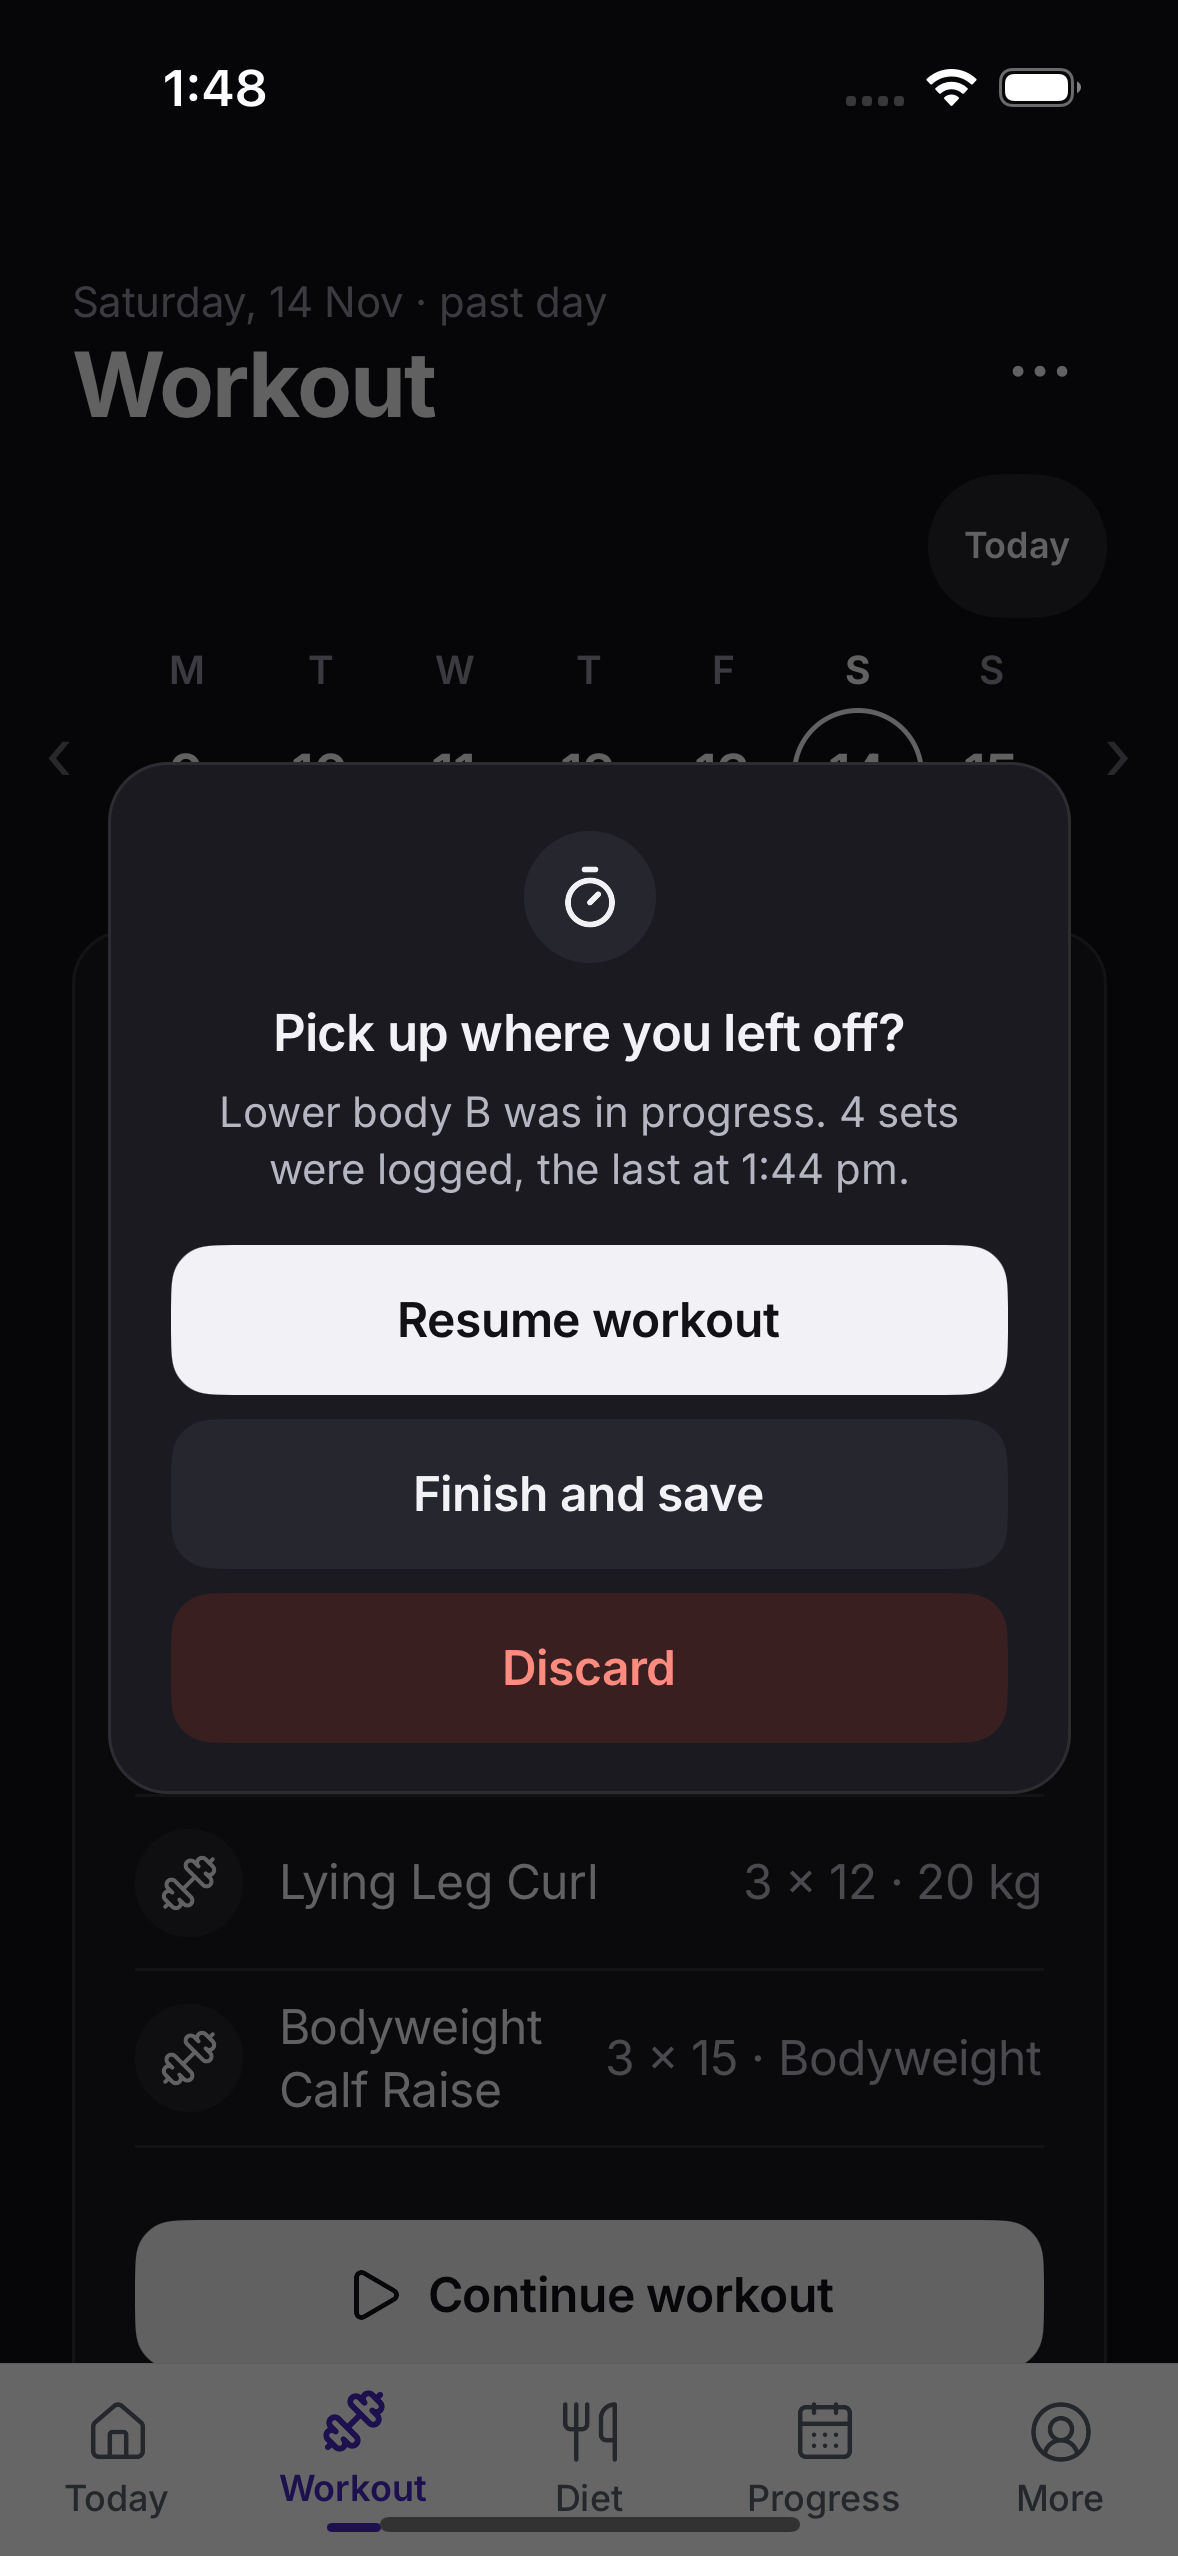 1:48
Saturday, 14 Nov · past day
Workout
Today
M T W T F S S
14 15
Pick up where you left off?
Lower body B was in progress. 4 sets
were logged, the last at 1:44 pm.
Resume workout
Finish and save
Discard
Lying Leg Curl 3 × 12 · 20 kg
Bodyweight
Calf Raise
3 × 15 · Bodyweight
Continue workout
Today Workout Diet Progress More